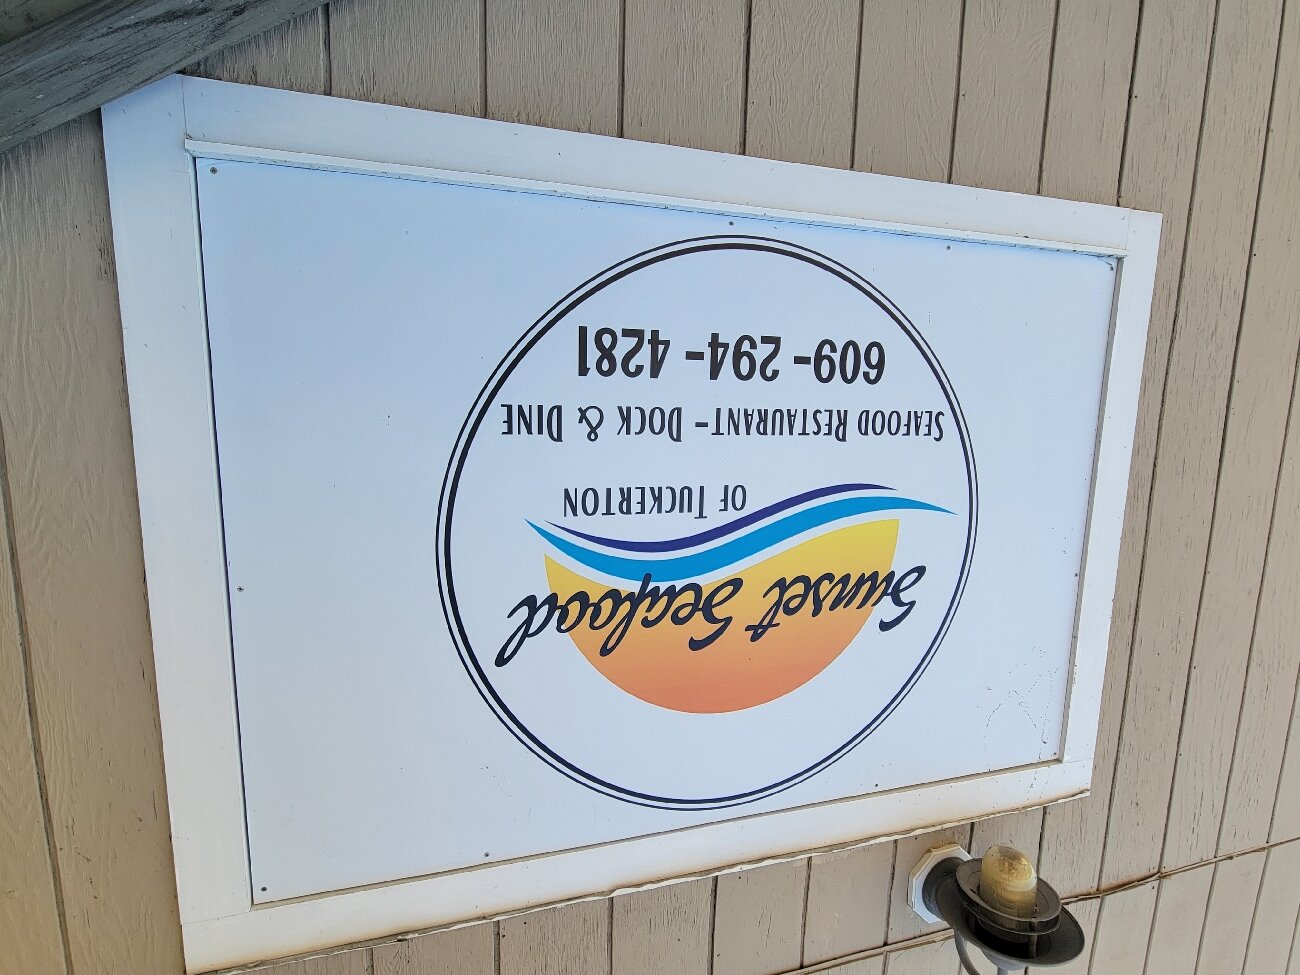 Sunset Seafood
OF TUCKERTON
SEAFOOD RESTAURANT- DOCK & DINE
609-294-4281